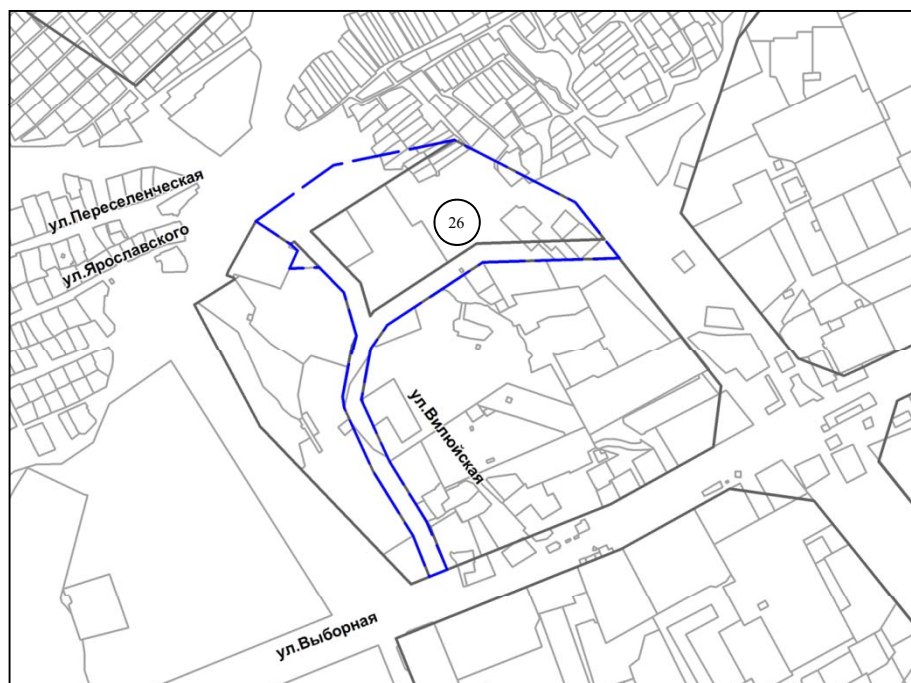 ул.Переселенческая
26
ул.Ярославского
ул.Вилюйская
ул.Выборная